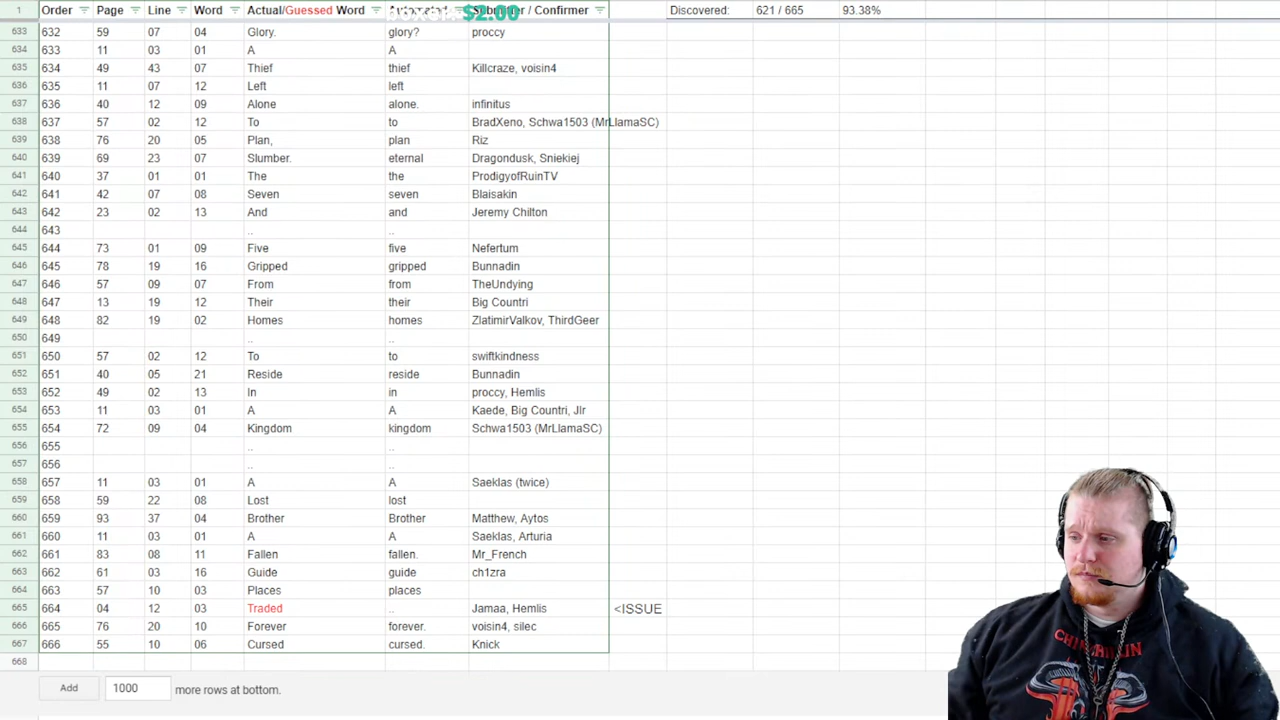 1 Order Page Line Word Actual/Guessed Word Automated Submitter / Confirmer Discovered: 621 / 665 93.38%
boxer: $2.00
633 632 59 07 04 Glory. glory? proccy
634 633 11 03 01 A A
635 634 49 43 07 Thief thief Killcraze, voisin4
636 635 11 07 12 Left left
637 636 40 12 09 Alone alone. infinitus
638 637 57 02 12 To to BradXeno, Schwa1503 (MrLlamaSC)
639 638 76 20 05 Plan, plan Riz
640 639 69 23 07 Slumber. eternal Dragondusk, Sniekiej
641 640 37 01 01 The the ProdigyofRuinTV
642 641 42 07 08 Seven seven Blaisakin
643 642 23 02 13 And and Jeremy Chilton
644 643 .. ..
645 644 73 01 09 Five five Nefertum
646 645 78 19 16 Gripped gripped Bunnadin
647 646 57 09 07 From from TheUndying
648 647 13 19 12 Their their Big Countri
649 648 82 19 02 Homes homes ZlatimirValkov, ThirdGeer
650 649 .. ..
651 650 57 02 12 To to swiftkindness
652 651 40 05 21 Reside reside Bunnadin
653 652 49 02 13 In in proccy, Hemlis
654 653 11 03 01 A A Kaede, Big Countri, Jlr
655 654 72 09 04 Kingdom kingdom Schwa1503 (MrLlamaSC)
656 655 .. ..
657 656 .. ..
658 657 11 03 01 A A Saeklas (twice)
659 658 59 22 08 Lost lost
660 659 93 37 04 Brother Brother Matthew, Aytos
661 660 11 03 01 A A Saeklas, Arturia
662 661 83 08 11 Fallen fallen. Mr_French
663 662 61 03 16 Guide guide ch1zra
664 663 57 10 03 Places places
665 664 04 12 03 Traded .. Jamaa, Hemlis <ISSUE
666 665 76 20 10 Forever forever. voisin4, silec
667 666 55 10 06 Cursed cursed. Knick
668
Add 1000 more rows at bottom.